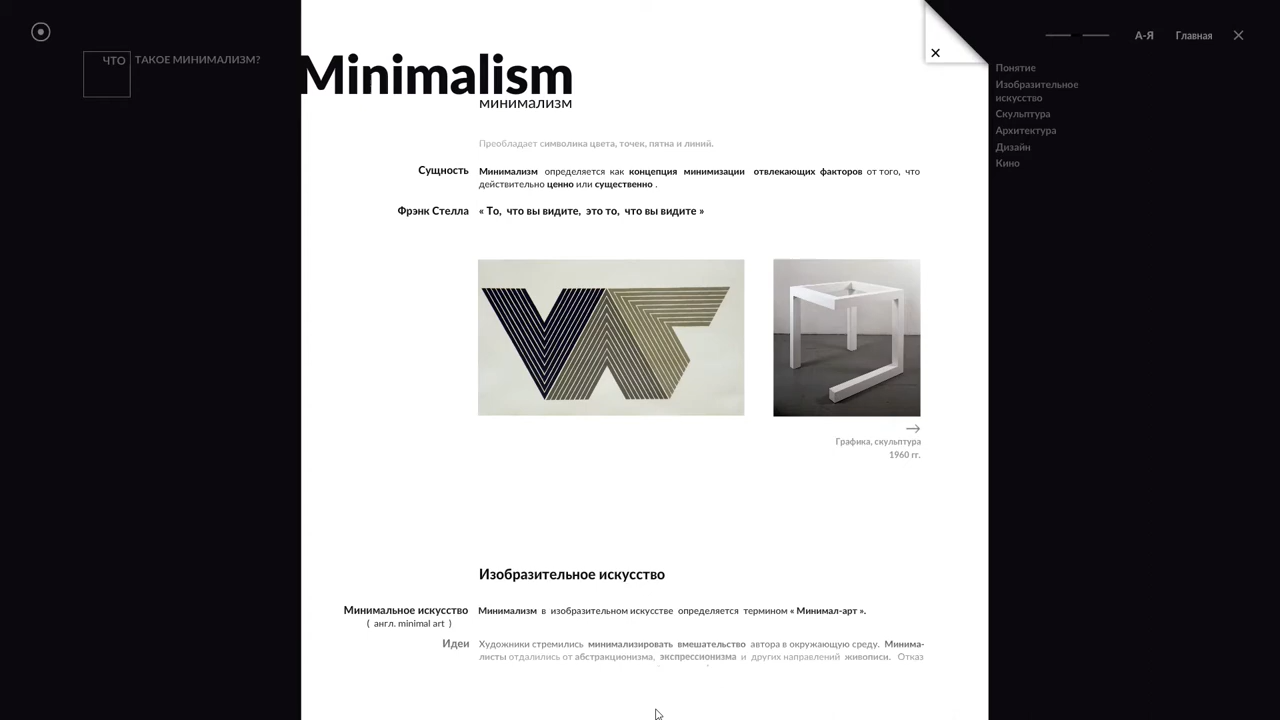 ЧТО ТАКОЕ МИНИМАЛИЗМ?
А-Я Главная
Понятие
Изобразительное
искусство
Скульптура
Архитектура
Дизайн
Кино
Minimalism
минимализм
Преобладает символика цвета, точек, пятна и линий.
Сущность Минимализм определяется как концепция минимизации отвлекающих факторов от того, что
действительно ценно или существенно .
Фрэнк Стелла « То, что вы видите, это то, что вы видите »
Графика, скульптура
1960 гг.
Изобразительное искусство
Минимальное искусство Минимализм в изобразительном искусстве определяется термином « Минимал-арт ».
( англ. minimal art )
Идеи Художники стремились минимализировать вмешательство автора в окружающую среду. Минима-
листы отдалились от абстракционизма, экспрессионизма и других направлений живописи. Отказ